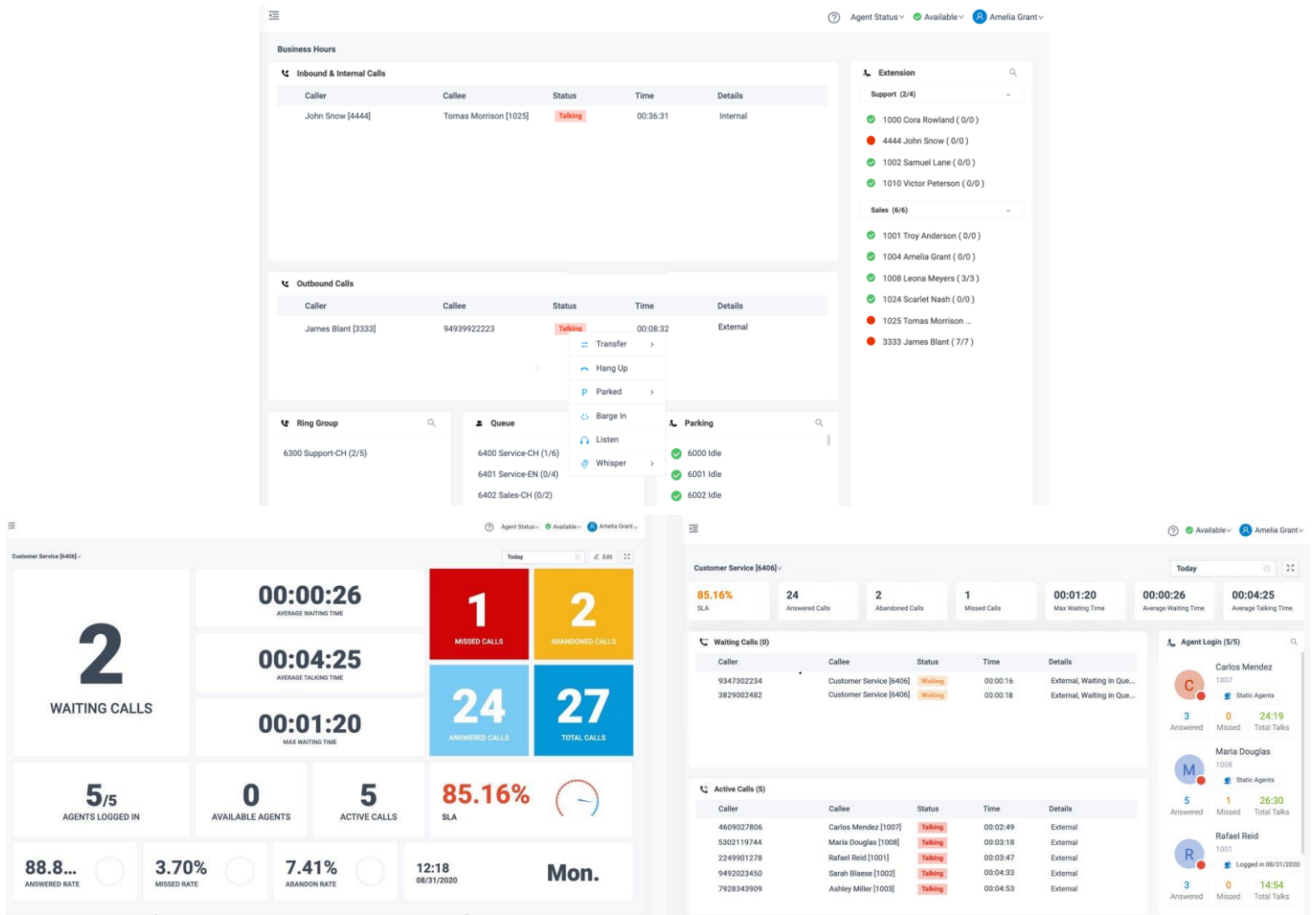 Agent Status Available Amelia Grant
Business Hours
Inbound & Internal Calls
Caller Callee Status Time Details
John Snow [4444] Tomas Morrison [1025] Talking 00:36:31 Internal
Outbound Calls
Caller Callee Status Time Details
James Blant [3333] 94939922223 Talking 00:08:32 External
Transfer
Hang Up
P Parked
Barge In
Listen
Whisper
Ring Group
6300 Support-CH (2/5)
Queue
6400 Service-CH (1/6)
6401 Service-EN (0/4)
6402 Sales-CH (0/2)
Parking
6000 Idle
6001 Idle
6002 Idle
Extension
Support (2/4)
1000 Cora Rowland ( 0/0 )
4444 John Snow ( 0/0 )
1002 Samuel Lane ( 0/0 )
1010 Victor Peterson ( 0/0 )
Sales (6/6)
1001 Troy Anderson ( 0/0 )
1004 Amelia Grant ( 0/0 )
1008 Leona Meyers ( 3/3 )
1024 Scarlet Nash ( 0/0 )
1025 Tomas Morrison ...
3333 James Blant ( 7/7 )
Agent Status Available Amelia Grant
Customer Service [6406] Today Edit
2
WAITING CALLS
00:00:26
AVERAGE WAITING TIME
00:04:25
AVERAGE TALKING TIME
00:01:20
MAX WAITING TIME
1
MISSED CALLS
2
ABANDONED CALLS
24
ANSWERED CALLS
27
TOTAL CALLS
5/5
AGENTS LOGGED IN
0
AVAILABLE AGENTS
5
ACTIVE CALLS
85.16%
SLA
88.8...
ANSWERED RATE
3.70%
MISSED RATE
7.41%
ABANDON RATE
12:18
08/31/2020
Mon.
Available Amelia Grant
Customer Service [6406] Today
85.16%
SLA
24
Answered Calls
2
Abandoned Calls
1
Missed Calls
00:01:20
Max Waiting Time
00:00:26
Average Waiting Time
00:04:25
Average Talking Time
Waiting Calls (0)
Caller Callee Status Time Details
9347302234 Customer Service [6406] Waiting 00:00:16 External, Waiting in Que...
3829002482 Customer Service [6406] Waiting 00:00:18 External, Waiting in Que...
Active Calls (5)
Caller Callee Status Time Details
4609027806 Carlos Mendez [1007] Talking 00:02:49 External
5302119744 Maria Douglas [1008] Talking 00:03:18 External
2249901278 Rafael Reid [1001] Talking 00:03:47 External
9492023450 Sarah Blaese [1002] Talking 00:04:33 External
7928343909 Ashley Miller [1003] Talking 00:04:53 External
Agent Login (5/5)
C
Carlos Mendez
1007
Static Agents
3 0 24:19
Answered Missed Total Talks
M
Maria Douglas
1008
Static Agents
5 1 26:30
Answered Missed Total Talks
R
Rafael Reid
1001
Logged in 08/31/2020
3 0 14:54
Answered Missed Total Talks